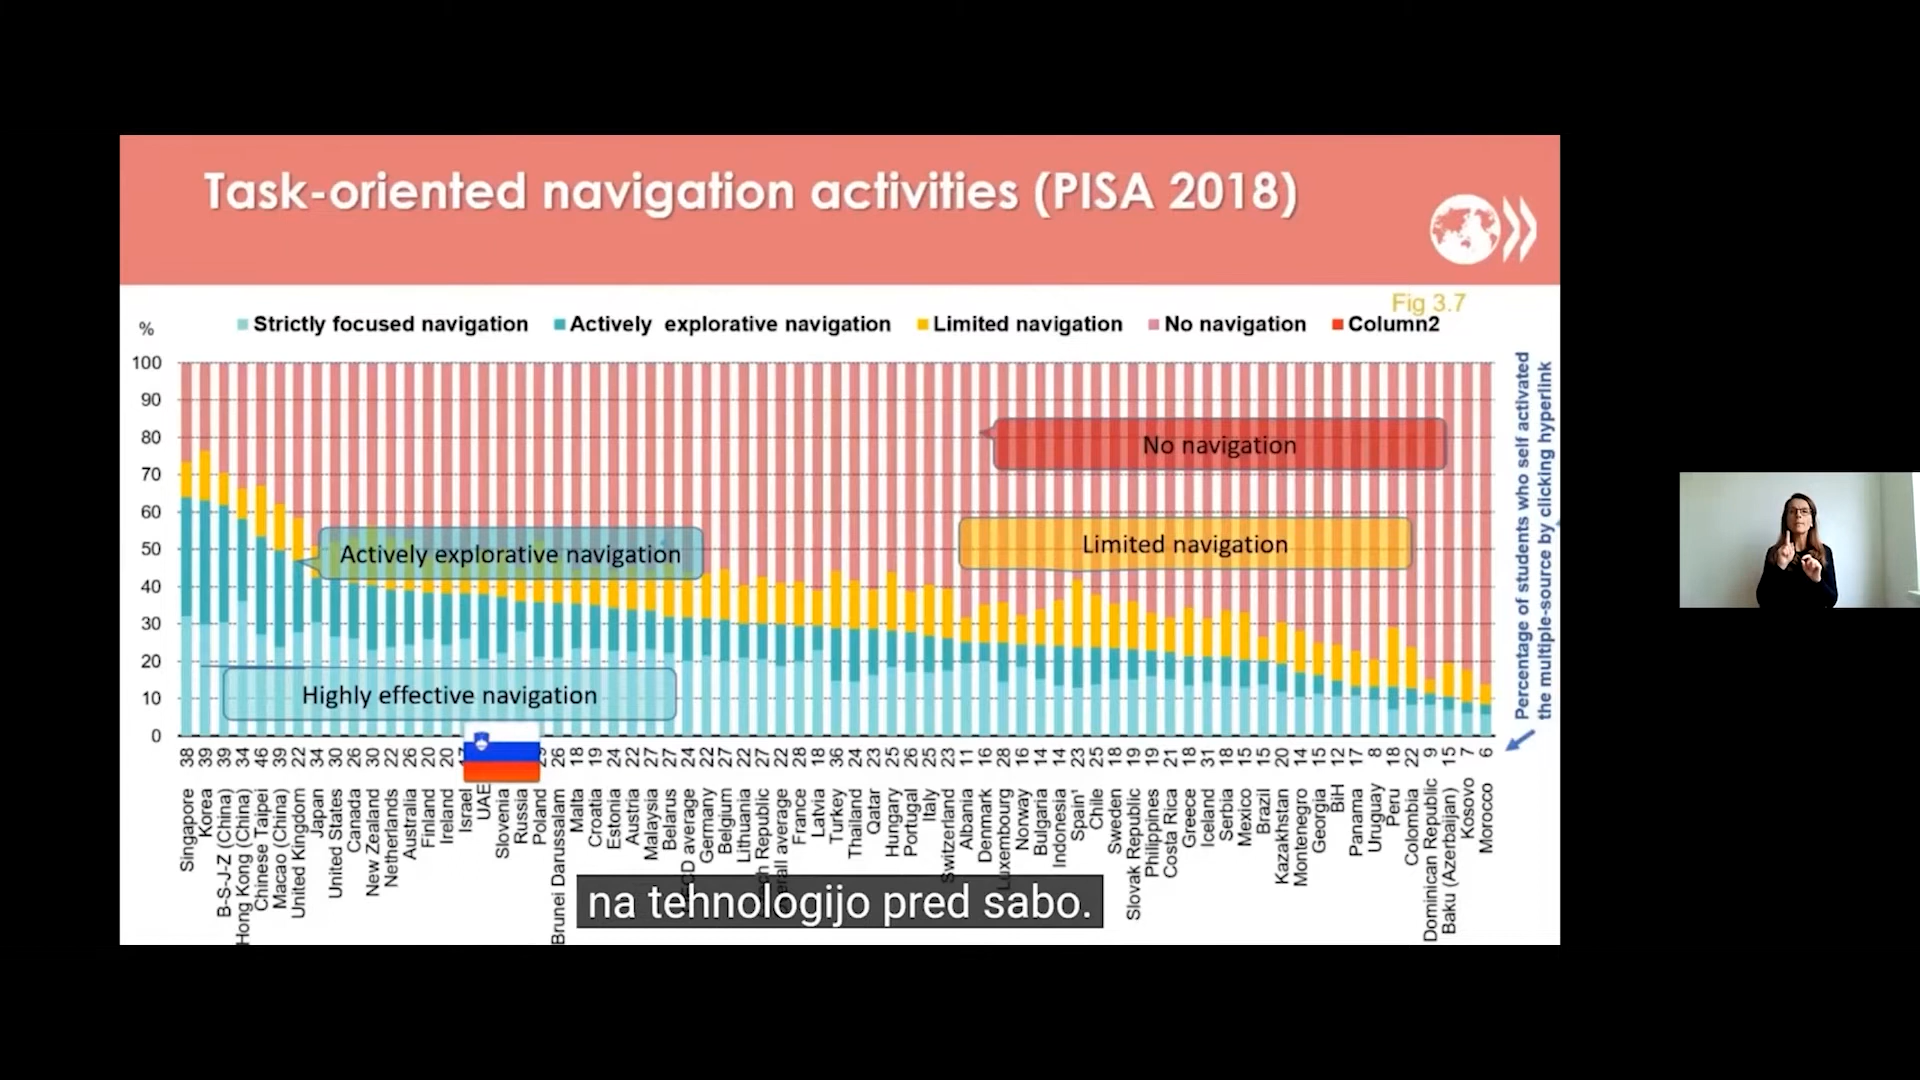 Task-oriented navigation activities (PISA 2018)
Fig 3.7
%
Strictly focused navigation
Actively explorative navigation
Limited navigation
No navigation
Column2
100
90
80
70
60
50
40
30
20
10
0
No navigation
Limited navigation
Actively explorative navigation
Highly effective navigation
Percentage of students who self activated
the multiple-source by clicking hyperlink
38 39 39 34 46 39 22 34 30 26 30 22 26 20 20
26 18 19 24 22 27 27 24 22 27 22 27 22 28 18 36 24 23 25 26 25 23 11 16 28 16 14 14 23 25 18 19 19 21 18 31 18 15 15 20 14 15 12 17 8 18 22 9 15 7 6
Singapore
Korea
B-S-J-Z (China)
Hong Kong (China)
Chinese Taipei
Macao (China)
United Kingdom
Japan
United States
Canada
New Zealand
Netherlands
Australia
Finland
Ireland
Israel
UAE
Slovenia
Russia
Poland
Brunei Darussalam
Malta
Croatia
Estonia
Austria
Malaysia
Belarus
average
Germany
Belgium
Lithuania
Republic
average
France
Latvia
Turkey
Thailand
Qatar
Hungary
Portugal
Italy
Switzerland
Albania
Denmark
Luxembourg
Norway
Bulgaria
Indonesia
Spain¹
Chile
Sweden
Slovak Republic
Philippines
Costa Rica
Greece
Iceland
Serbia
Mexico
Brazil
Kazakhstan
Montenegro
Georgia
BiH
Panama
Uruguay
Peru
Colombia
Dominican Republic
Baku (Azerbaijan)
Kosovo
Morocco
na tehnologijo pred sabo.